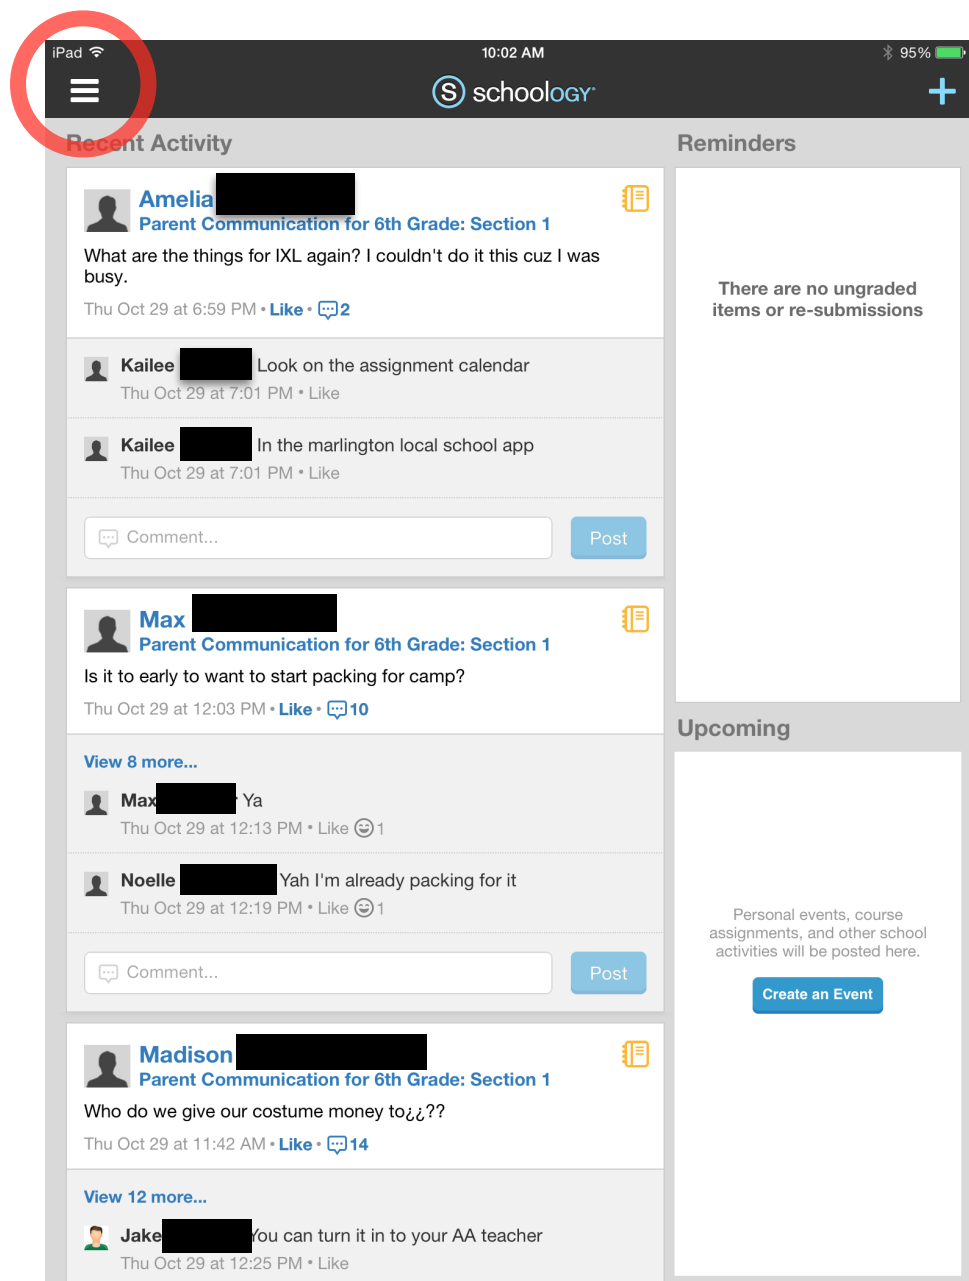 iPad 10:02 AM 95%
schoology
Recent Activity
Amelia
Parent Communication for 6th Grade: Section 1
What are the things for IXL again? I couldn't do it this cuz I was
busy.
Thu Oct 29 at 6:59 PM • Like • 2
Kailee Look on the assignment calendar
Thu Oct 29 at 7:01 PM • Like
Kailee In the marlington local school app
Thu Oct 29 at 7:01 PM • Like
Comment... Post
Max
Parent Communication for 6th Grade: Section 1
Is it to early to want to start packing for camp?
Thu Oct 29 at 12:03 PM • Like • 10
View 8 more...
Max Ya
Thu Oct 29 at 12:13 PM • Like 1
Noelle Yah I'm already packing for it
Thu Oct 29 at 12:19 PM • Like 1
Comment... Post
Madison
Parent Communication for 6th Grade: Section 1
Who do we give our costume money to¿¿??
Thu Oct 29 at 11:42 AM • Like • 14
View 12 more...
Jake You can turn it in to your AA teacher
Thu Oct 29 at 12:25 PM • Like
Reminders
There are no ungraded
items or re-submissions
Upcoming
Personal events, course
assignments, and other school
activities will be posted here.
Create an Event